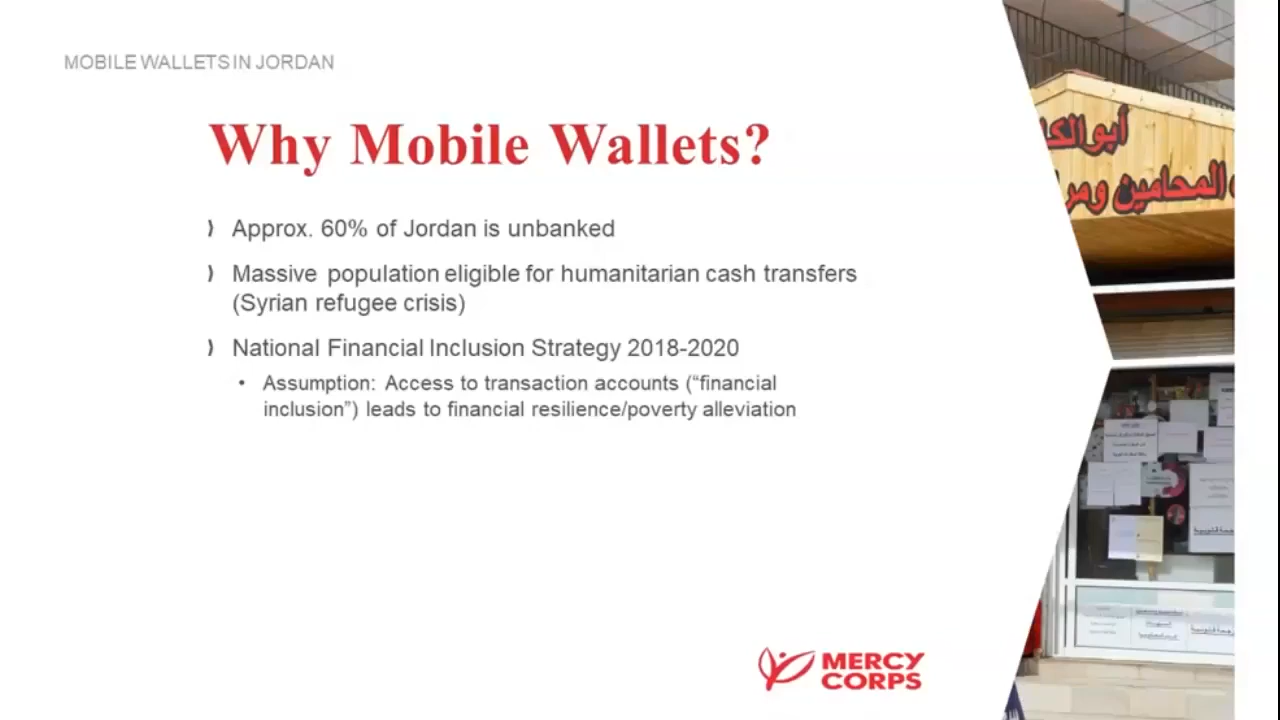 MOBILE WALLETS IN JORDAN
Why Mobile Wallets?
Approx. 60% of Jordan is unbanked
Massive population eligible for humanitarian cash transfers
(Syrian refugee crisis)
National Financial Inclusion Strategy 2018-2020
• Assumption: Access to transaction accounts (“financial
inclusion”) leads to financial resilience/poverty alleviation
MERCY
CORPS
المحامين